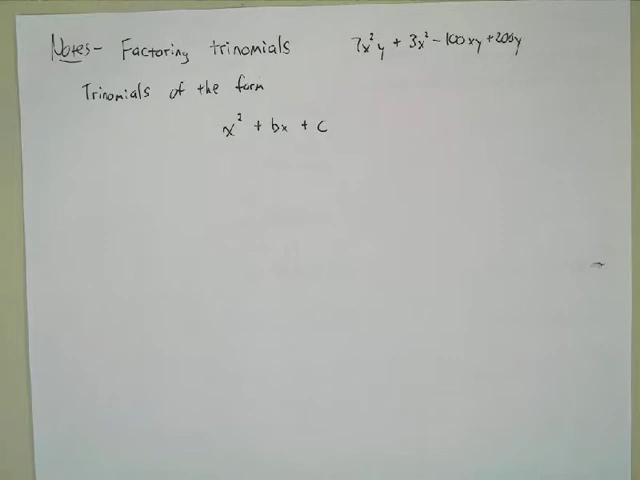 Notes - Factoring trinomials
7x²y + 3x² - 100xy + 200y
Trinomials of the form
x² + bx + c